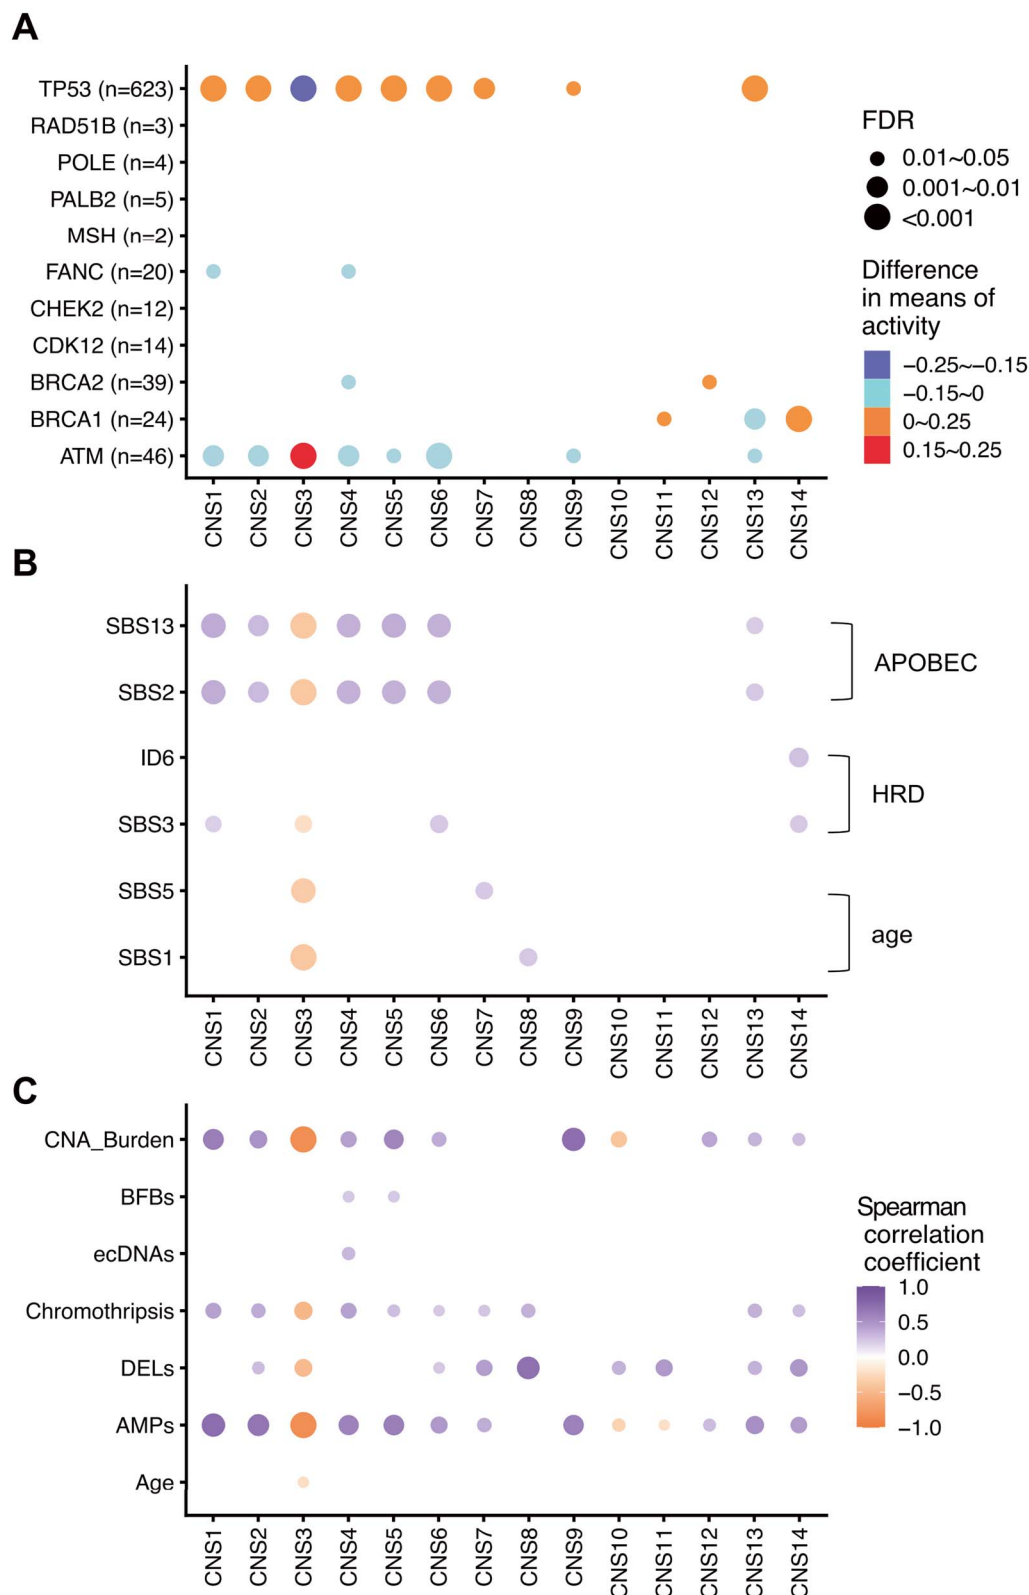 A
TP53 (n=623)
RAD51B (n=3)
POLE (n=4)
PALB2 (n=5)
MSH (n=2)
FANC (n=20)
CHEK2 (n=12)
CDK12 (n=14)
BRCA2 (n=39)
BRCA1 (n=24)
ATM (n=46)
CNS1 CNS2 CNS3 CNS4 CNS5 CNS6 CNS7 CNS8 CNS9 CNS10 CNS11 CNS12 CNS13 CNS14
FDR
0.01~0.05
0.001~0.01
<0.001
Difference
in means of
activity
−0.25~−0.15
−0.15~0
0~0.25
0.15~0.25
B
SBS13
SBS2
ID6
SBS3
SBS5
SBS1
APOBEC
HRD
age
CNS1 CNS2 CNS3 CNS4 CNS5 CNS6 CNS7 CNS8 CNS9 CNS10 CNS11 CNS12 CNS13 CNS14
C
CNA_Burden
BFBs
ecDNAs
Chromothripsis
DELs
AMPs
Age
CNS1 CNS2 CNS3 CNS4 CNS5 CNS6 CNS7 CNS8 CNS9 CNS10 CNS11 CNS12 CNS13 CNS14
Spearman
correlation
coefficient
1.0
0.5
0.0
−0.5
−1.0